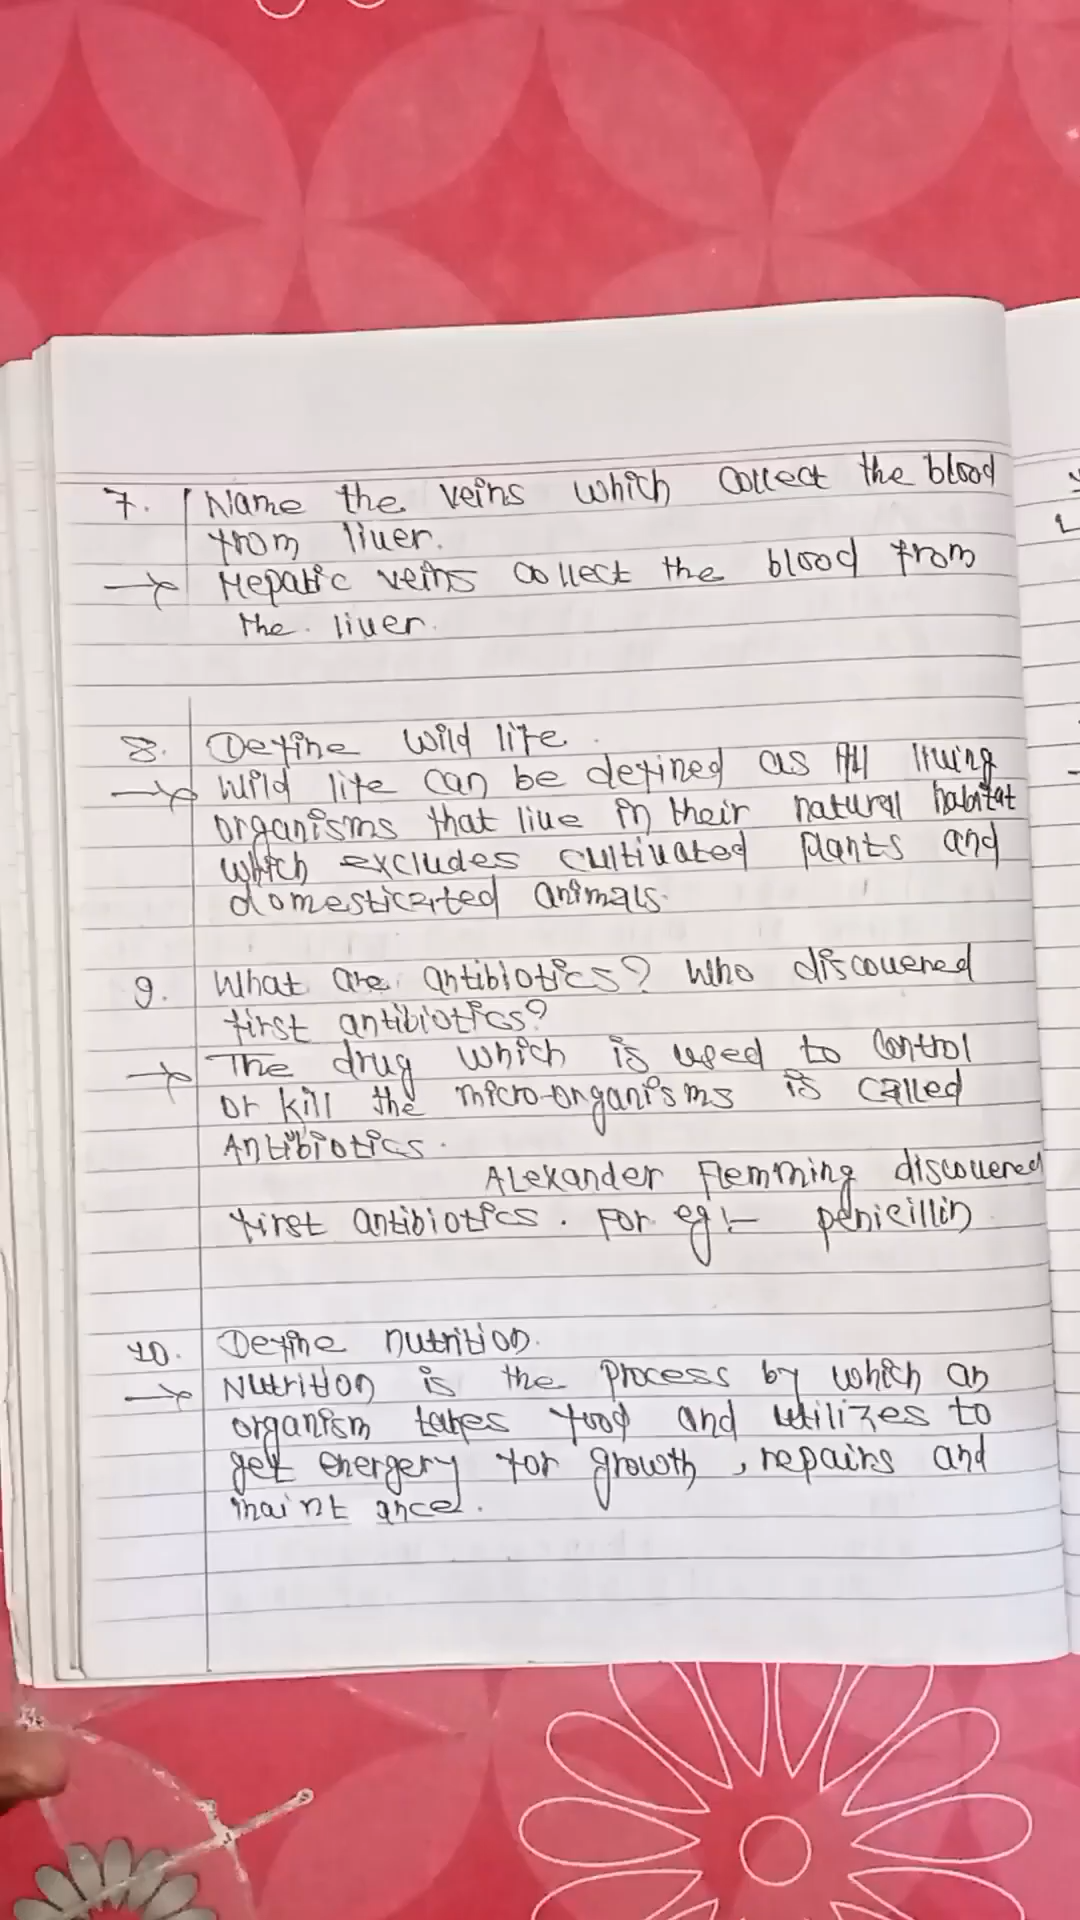 7. Name the veins which collect the blood
from liver.
→ Hepatic veins collect the blood from
the liver.
8. Define wild life.
→ Wild life can be defined as All living
organisms that live in their natural habitat
which excludes cultivated plants and
domesticated animals.
9. What are antibiotics? Who discovered
first antibiotics?
→ The drug which is used to control
or kill the micro-organisms is called
Antibiotics.
Alexander Flemming discovered
first antibiotics. For eg:- penicillin
10. Define nutrition.
→ Nutrition is the process by which an
organism takes food and utilizes to
get energery for growth, repairs and
maint ance.